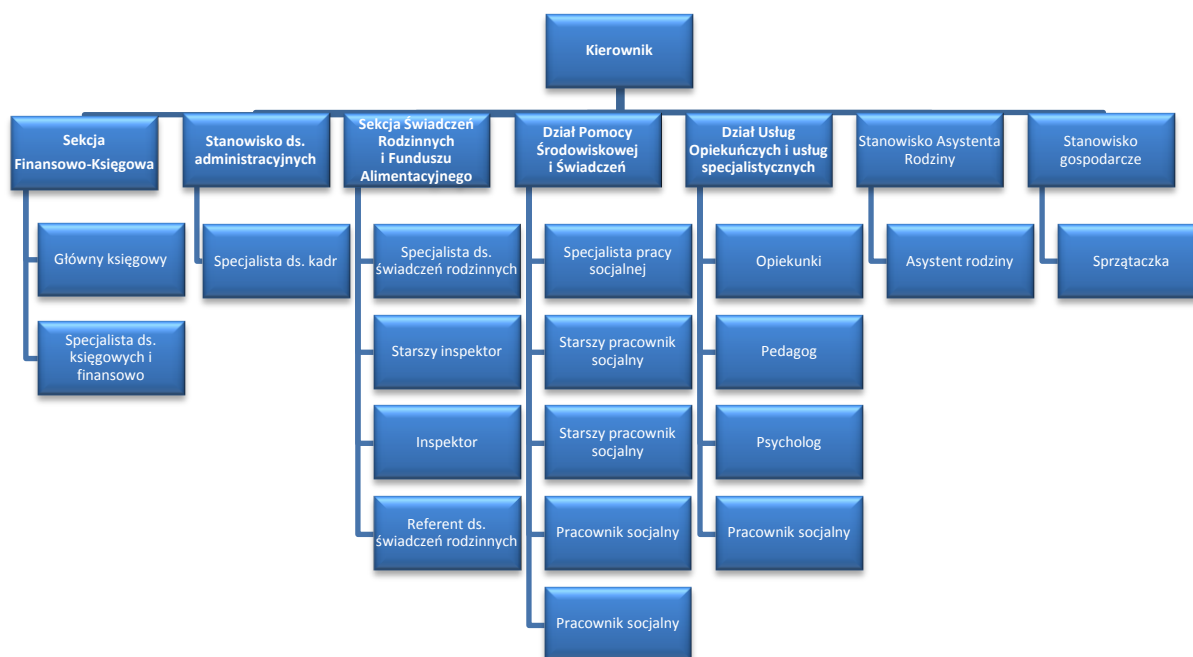 Kierownik
Sekcja
Finansowo-Księgowa
Stanowisko ds.
administracyjnych
Sekcja Świadczeń
Rodzinnych
i Funduszu
Alimentacyjnego
Dział Pomocy
Środowiskowej
i Świadczeń
Dział Usług
Opiekuńczych i usług
specjalistycznych
Stanowisko Asystenta
Rodziny
Stanowisko
gospodarcze
Główny księgowy
Specjalista ds.
księgowych i
finansowo
Specjalista ds. kadr
Specjalista ds.
świadczeń rodzinnych
Starszy inspektor
Inspektor
Referent ds.
świadczeń rodzinnych
Specjalista pracy
socjalnej
Starszy pracownik
socjalny
Starszy pracownik
socjalny
Pracownik socjalny
Pracownik socjalny
Opiekunki
Pedagog
Psycholog
Pracownik socjalny
Asystent rodziny
Sprzątaczka